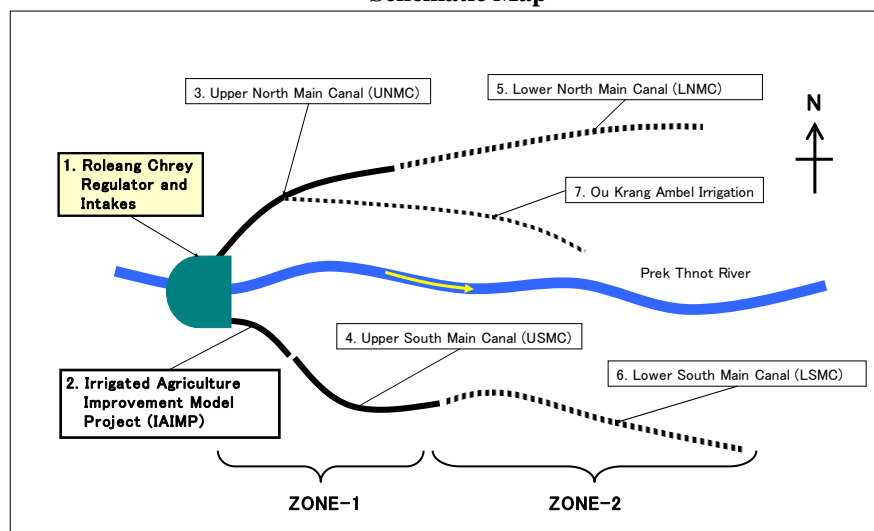 Schematic Map
3. Upper North Main Canal (UNMC)
5. Lower North Main Canal (LNMC)
N
1. Roleang Chrey
Regulator and
Intakes
7. Ou Krang Ambel Irrigation
Prek Thnot River
4. Upper South Main Canal (USMC)
2. Irrigated Agriculture
Improvement Model
Project (IAIMP)
6. Lower South Main Canal (LSMC)
ZONE-1
ZONE-2